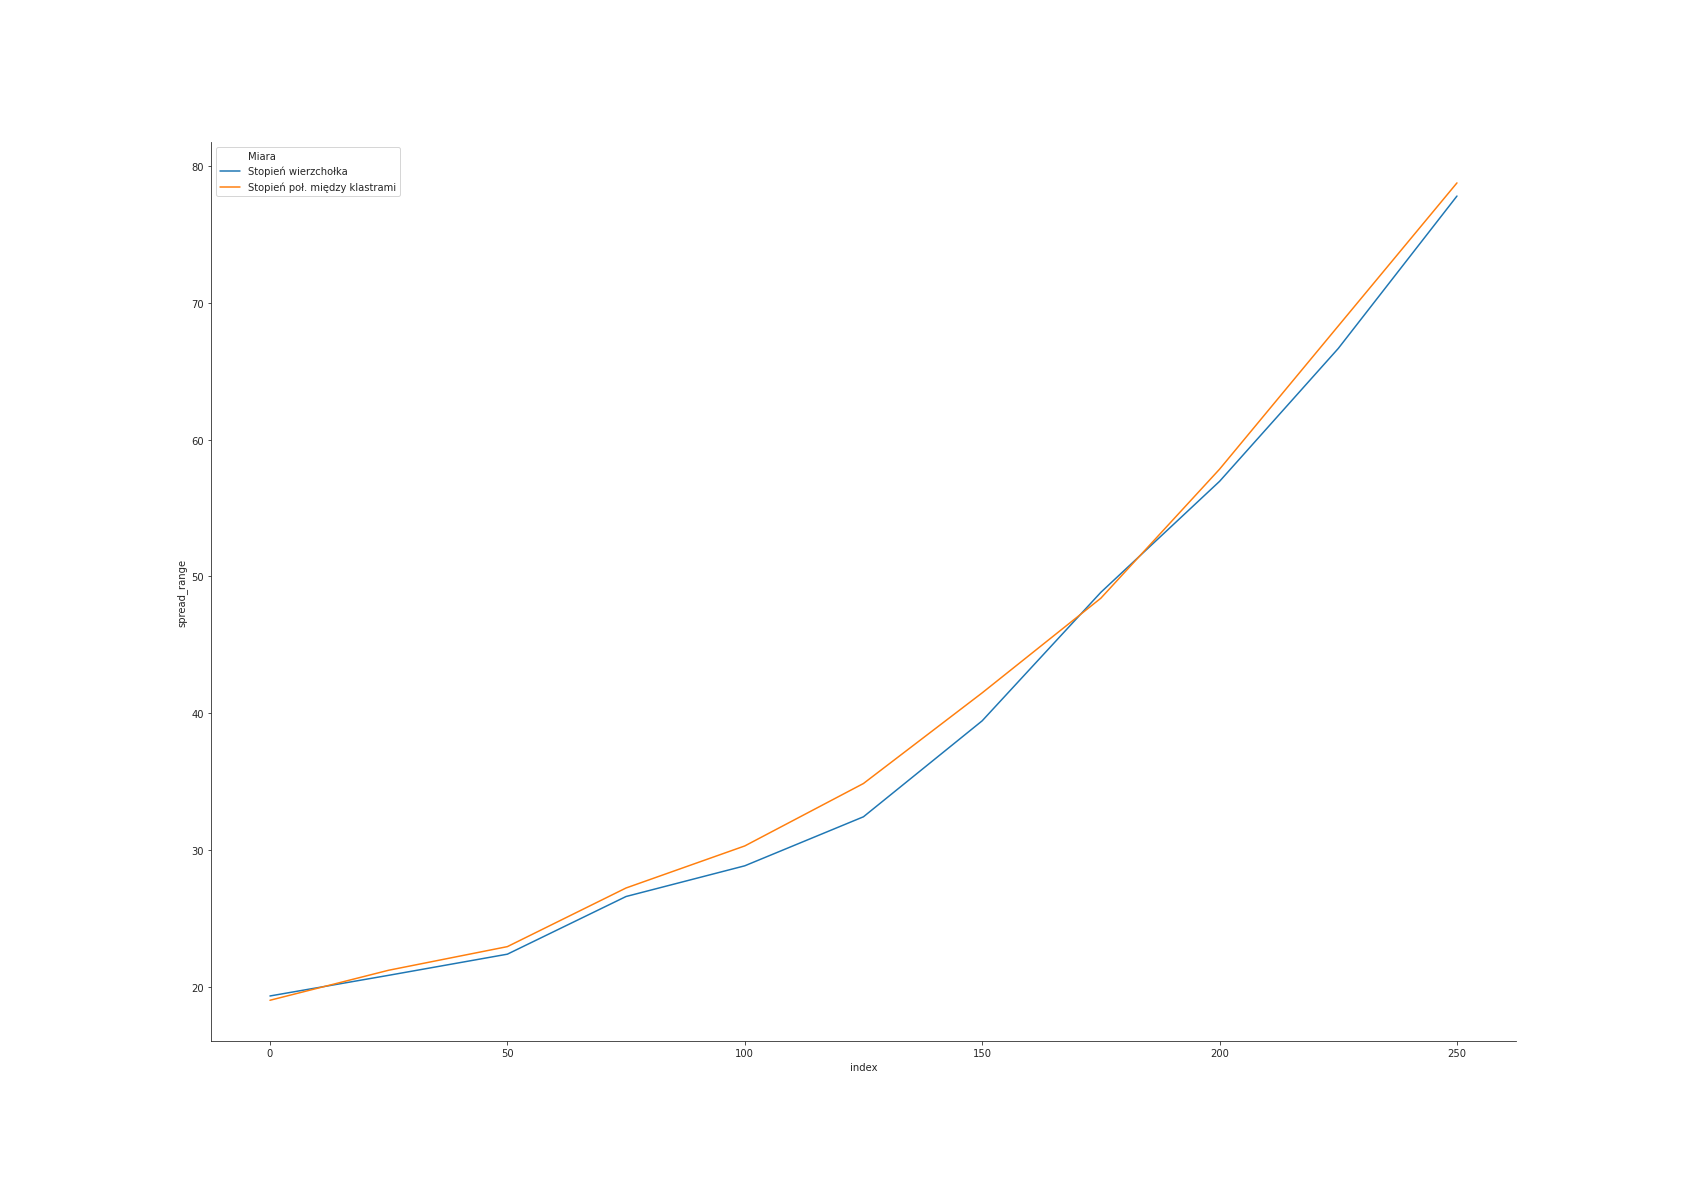 Miara
Stopień wierzchołka
Stopień poł. między klastrami
80
70
60
50
40
30
20
spread_range
0 50 100 150 200 250
index